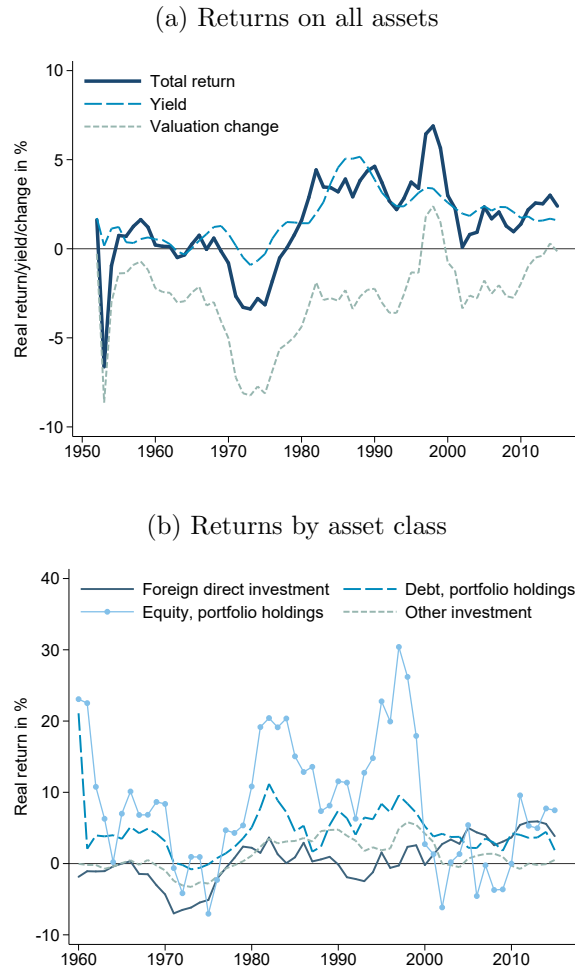 (a) Returns on all assets
10
Total return
Yield
Valuation change
5
0
-5
-10
Real return/yield/change in %
1950 1960 1970 1980 1990 2000 2010
(b) Returns by asset class
40
Foreign direct investment Debt, portfolio holdings
Equity, portfolio holdings Other investment
30
20
10
0
-10
Real return in %
1960 1970 1980 1990 2000 2010